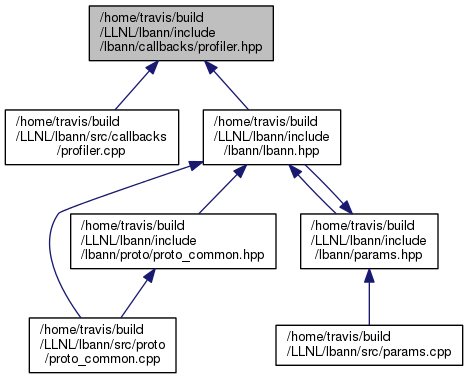 /home/travis/build
/LLNL/lbann/include
/lbann/callbacks/profiler.hpp
/home/travis/build
/LLNL/lbann/src/callbacks
/profiler.cpp
/home/travis/build
/LLNL/lbann/include
/lbann/lbann.hpp
/home/travis/build
/LLNL/lbann/include
/lbann/proto/proto_common.hpp
/home/travis/build
/LLNL/lbann/include
/lbann/params.hpp
/home/travis/build
/LLNL/lbann/src/proto
/proto_common.cpp
/home/travis/build
/LLNL/lbann/src/params.cpp